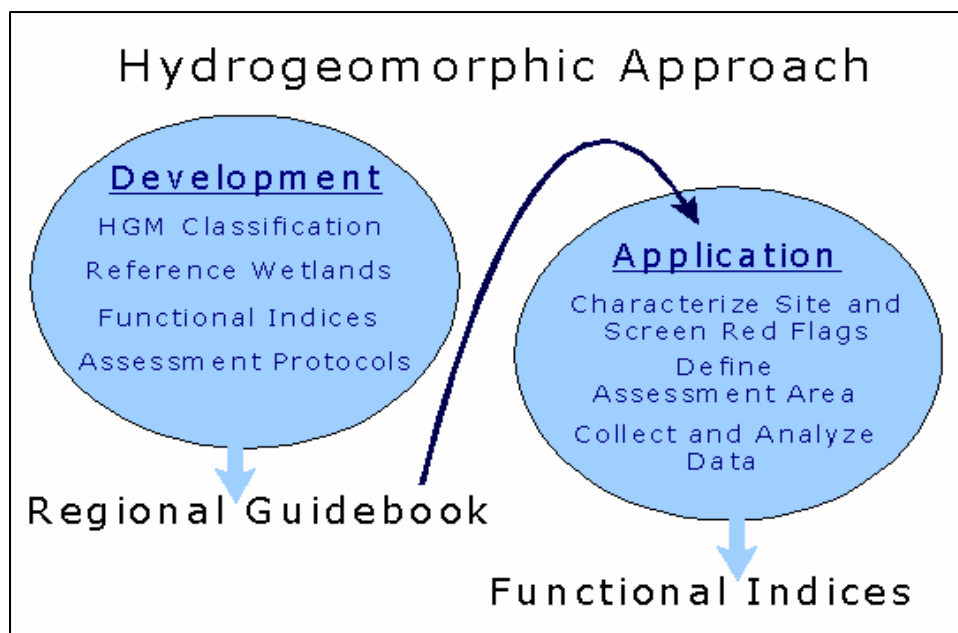 Hydrogeomorphic Approach
Development
HGM Classification
Reference Wetlands
Functional Indices
Assessment Protocols
Regional Guidebook
Application
Characterize Site and
Screen Red Flags
Define
Assessment Area
Collect and Analyze
Data
Functional Indices